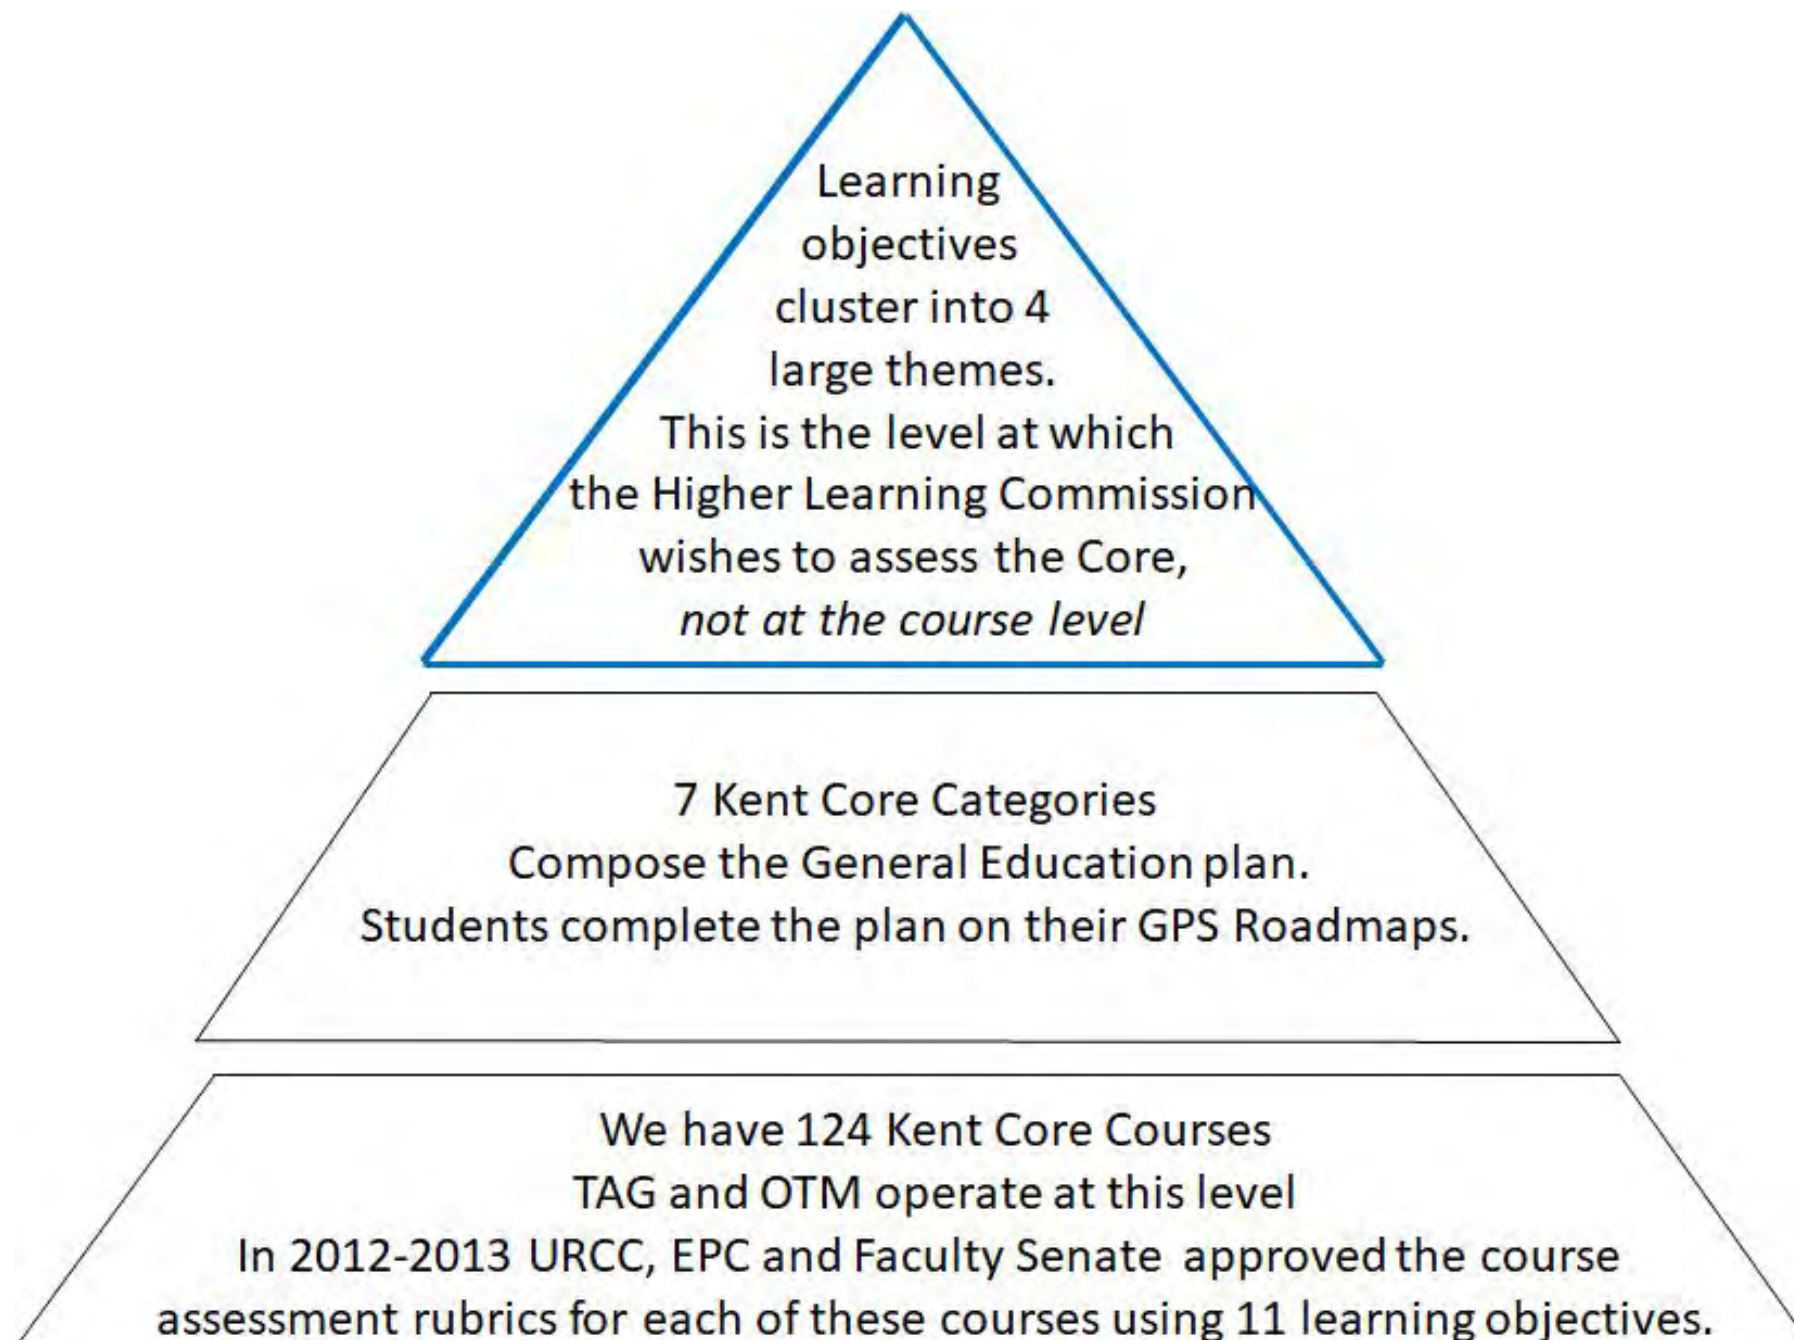 Learning
objectives
cluster into 4
large themes.
This is the level at which
the Higher Learning Commission
wishes to assess the Core,
not at the course level
7 Kent Core Categories
Compose the General Education plan.
Students complete the plan on their GPS Roadmaps.
We have 124 Kent Core Courses
TAG and OTM operate at this level
In 2012-2013 URCC, EPC and Faculty Senate approved the course
assessment rubrics for each of these courses using 11 learning objectives.